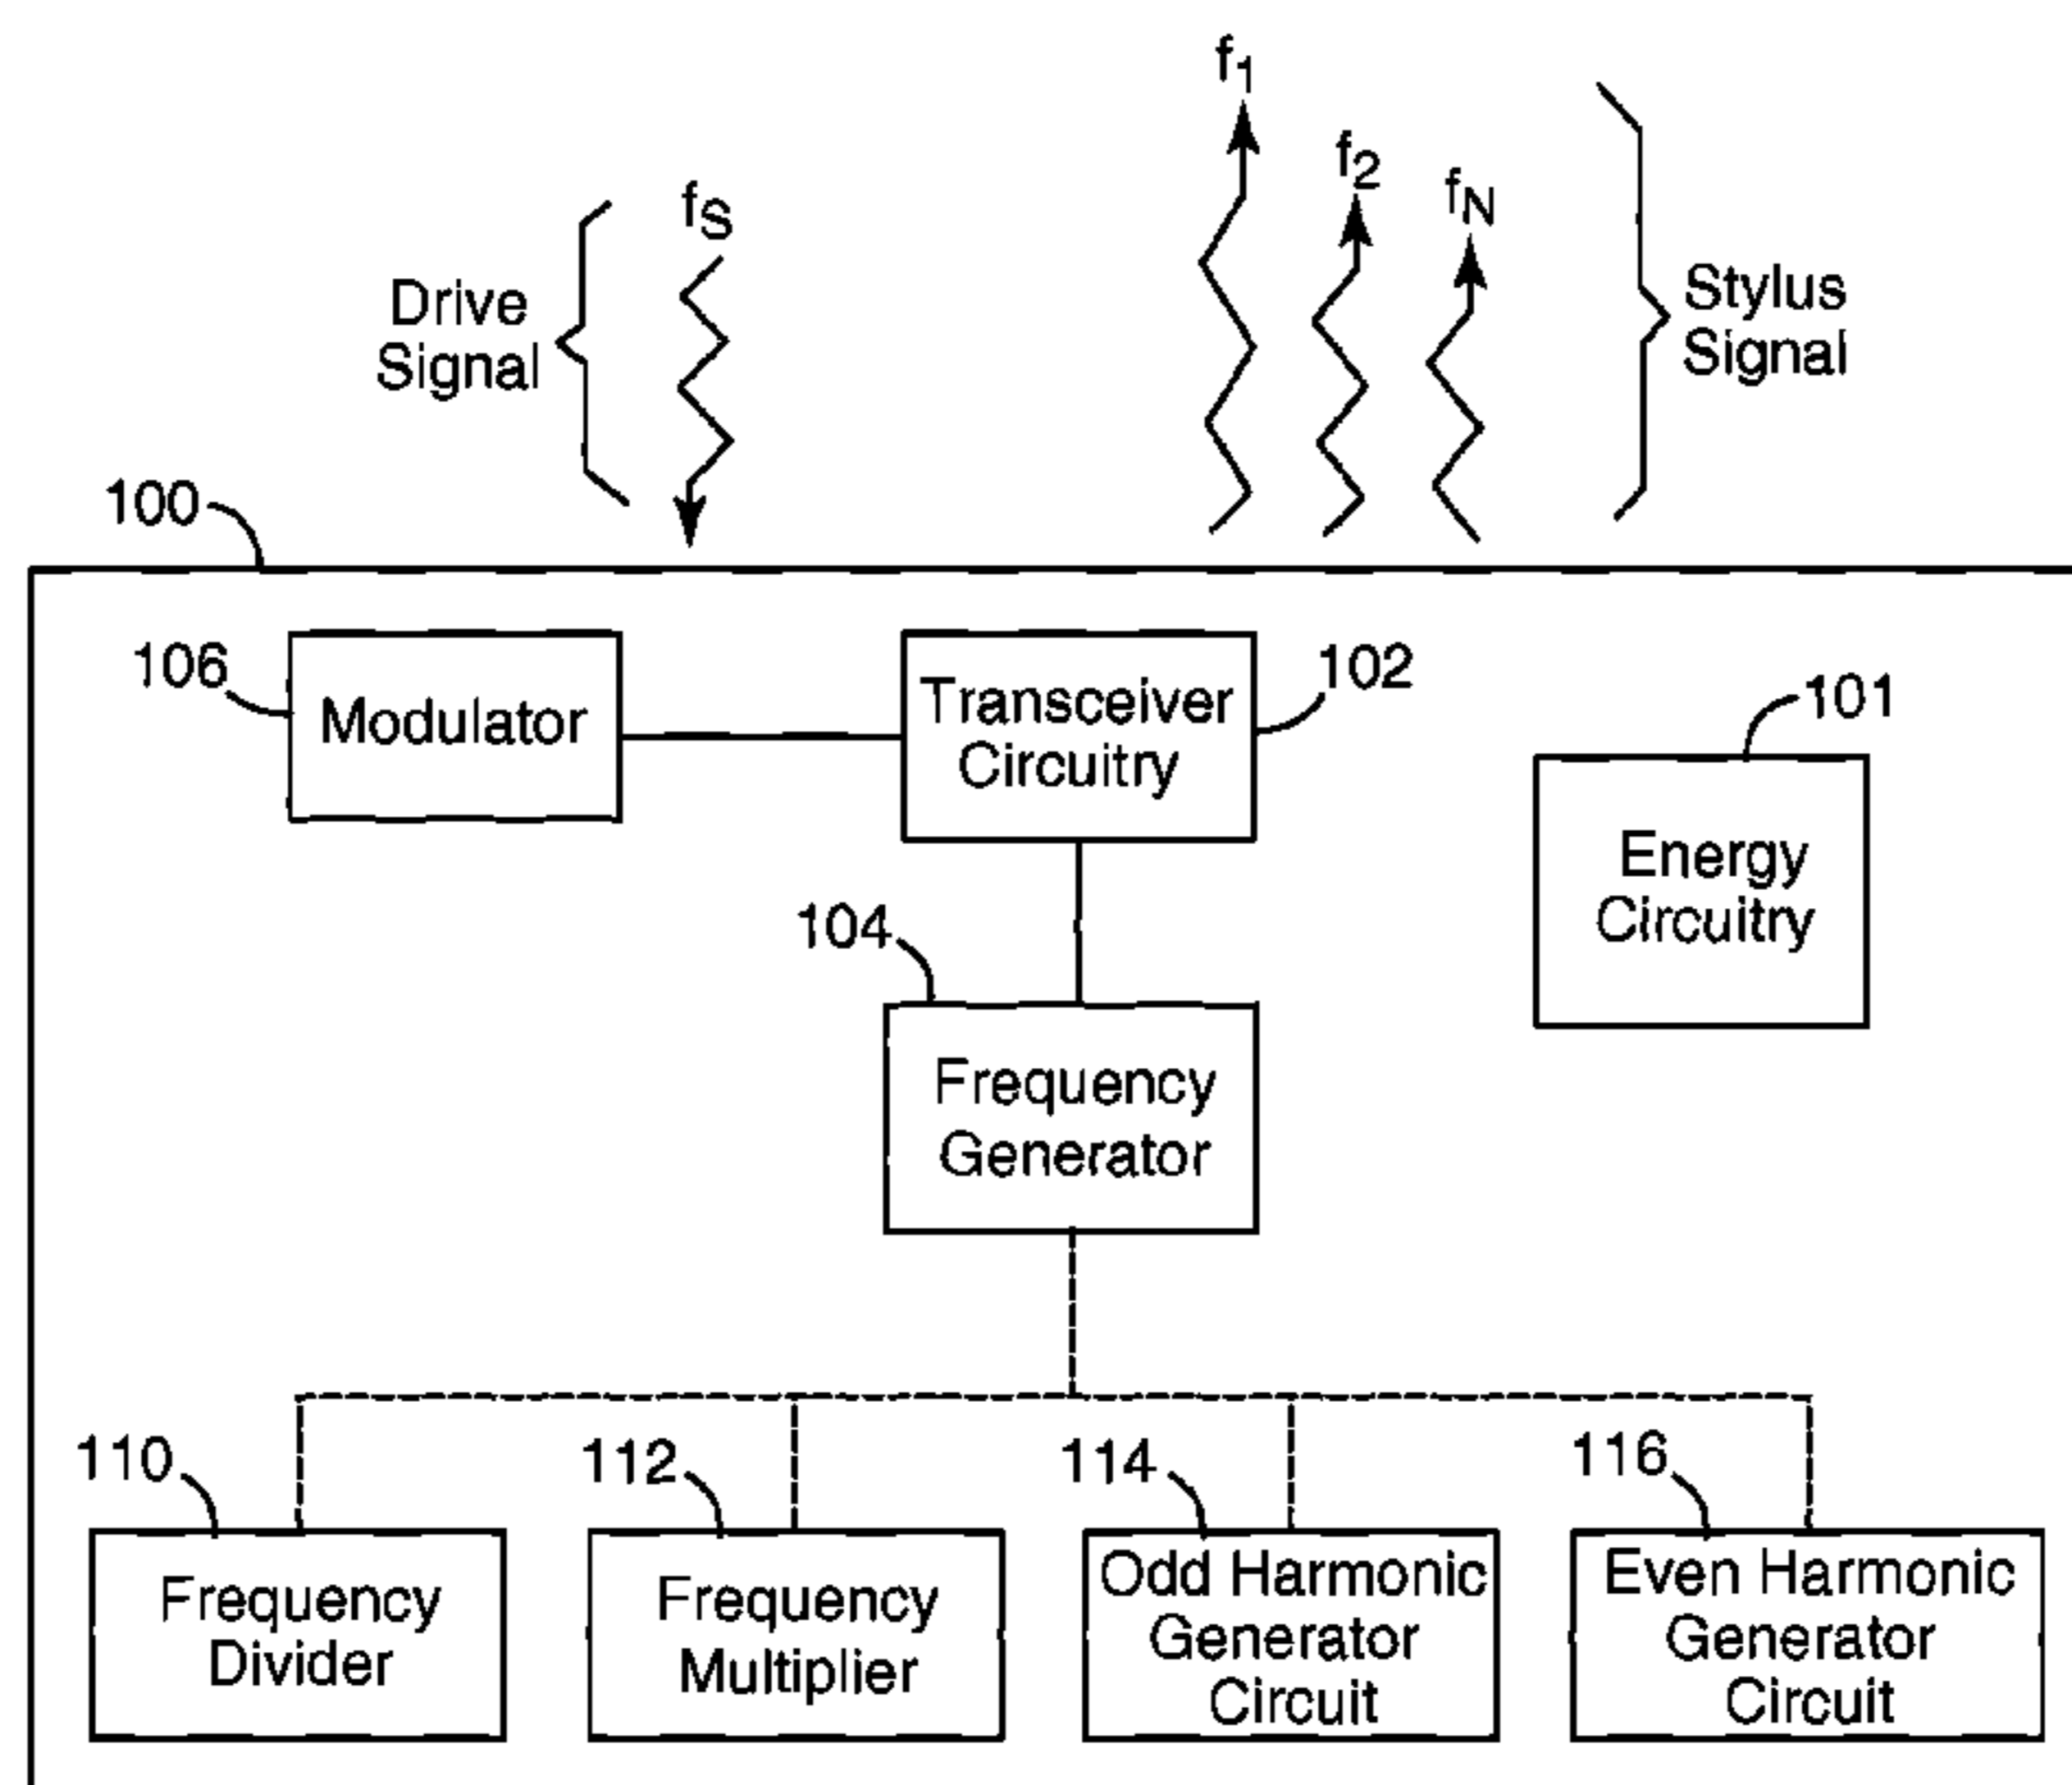 f1
f2
fN
fS
Drive
Signal
Stylus
Signal
100
106
Modulator
Transceiver
Circuitry
102
101
Energy
Circuitry
104
Frequency
Generator
110
112
114
116
Frequency
Divider
Frequency
Multiplier
Odd Harmonic
Generator
Circuit
Even Harmonic
Generator
Circuit